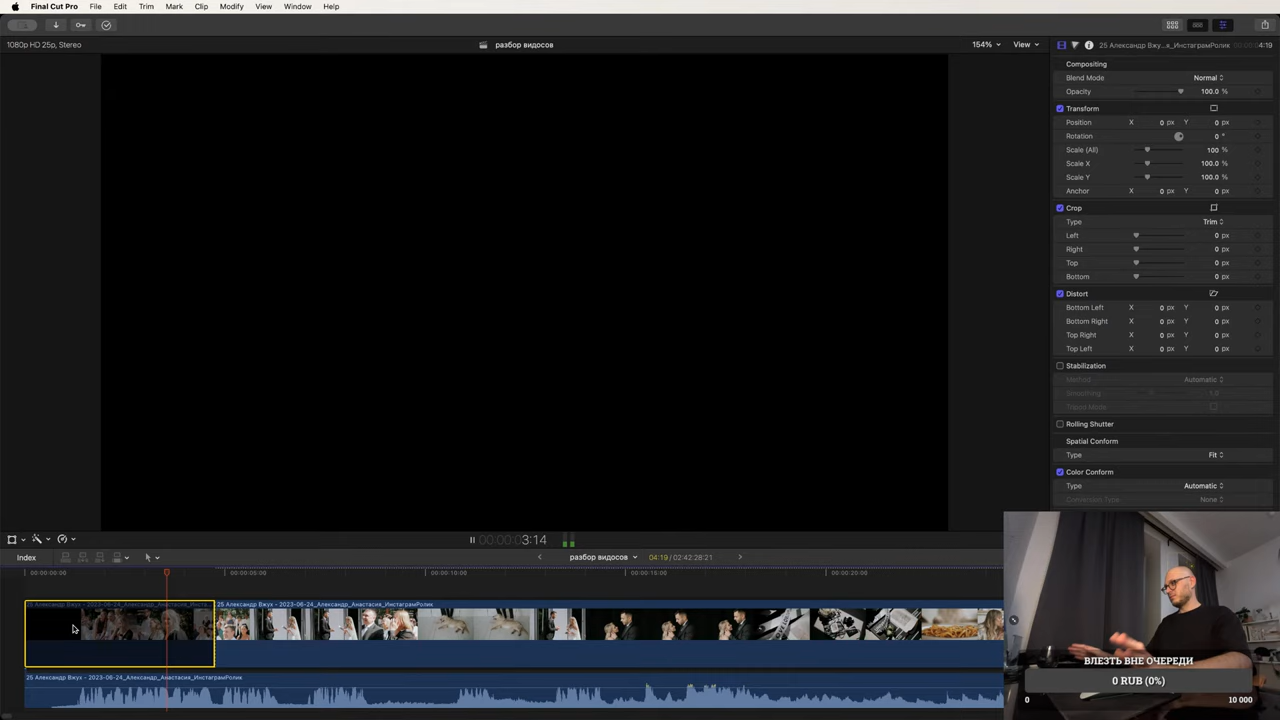 Final Cut Pro File Edit Trim Mark Clip Modify View Window Help
1080p HD 25p, Stereo
разбор видосов
154% View
25 Александр Вжу...я_ИнстаграмРолик 4:19
Compositing
Blend Mode Normal
Opacity 100.0 %
Transform
Position X 0 px Y 0 px
Rotation 0 °
Scale (All) 100 %
Scale X 100.0 %
Scale Y 100.0 %
Anchor X 0 px Y 0 px
Crop
Type Trim
Left 0 px
Right 0 px
Top 0 px
Bottom 0 px
Distort
Bottom Left X 0 px Y 0 px
Bottom Right X 0 px Y 0 px
Top Right X 0 px Y 0 px
Top Left X 0 px Y 0 px
Stabilization
Method Automatic
Smoothing 1.0
Tripod Mode
Rolling Shutter
Spatial Conform
Type Fit
Color Conform
Type Automatic
Conversion Type None
00:00:00:03:14
Index
разбор видосов
04:19 / 02:42:28:21
00:00:00:00 00:00:05:00 00:00:10:00 00:00:15:00 00:00:20:00
25 Александр Вжух - 2023-06-24_Александр_Анастасия_Инста...
25 Александр Вжух - 2023-06-24_Александр_Анастасия_ИнстаграмРолик
25 Александр Вжух - 2023-06-24_Александр_Анастасия_ИнстаграмРолик
ВЛЕЗТЬ ВНЕ ОЧЕРЕДИ
0 RUB (0%)
0 10 000